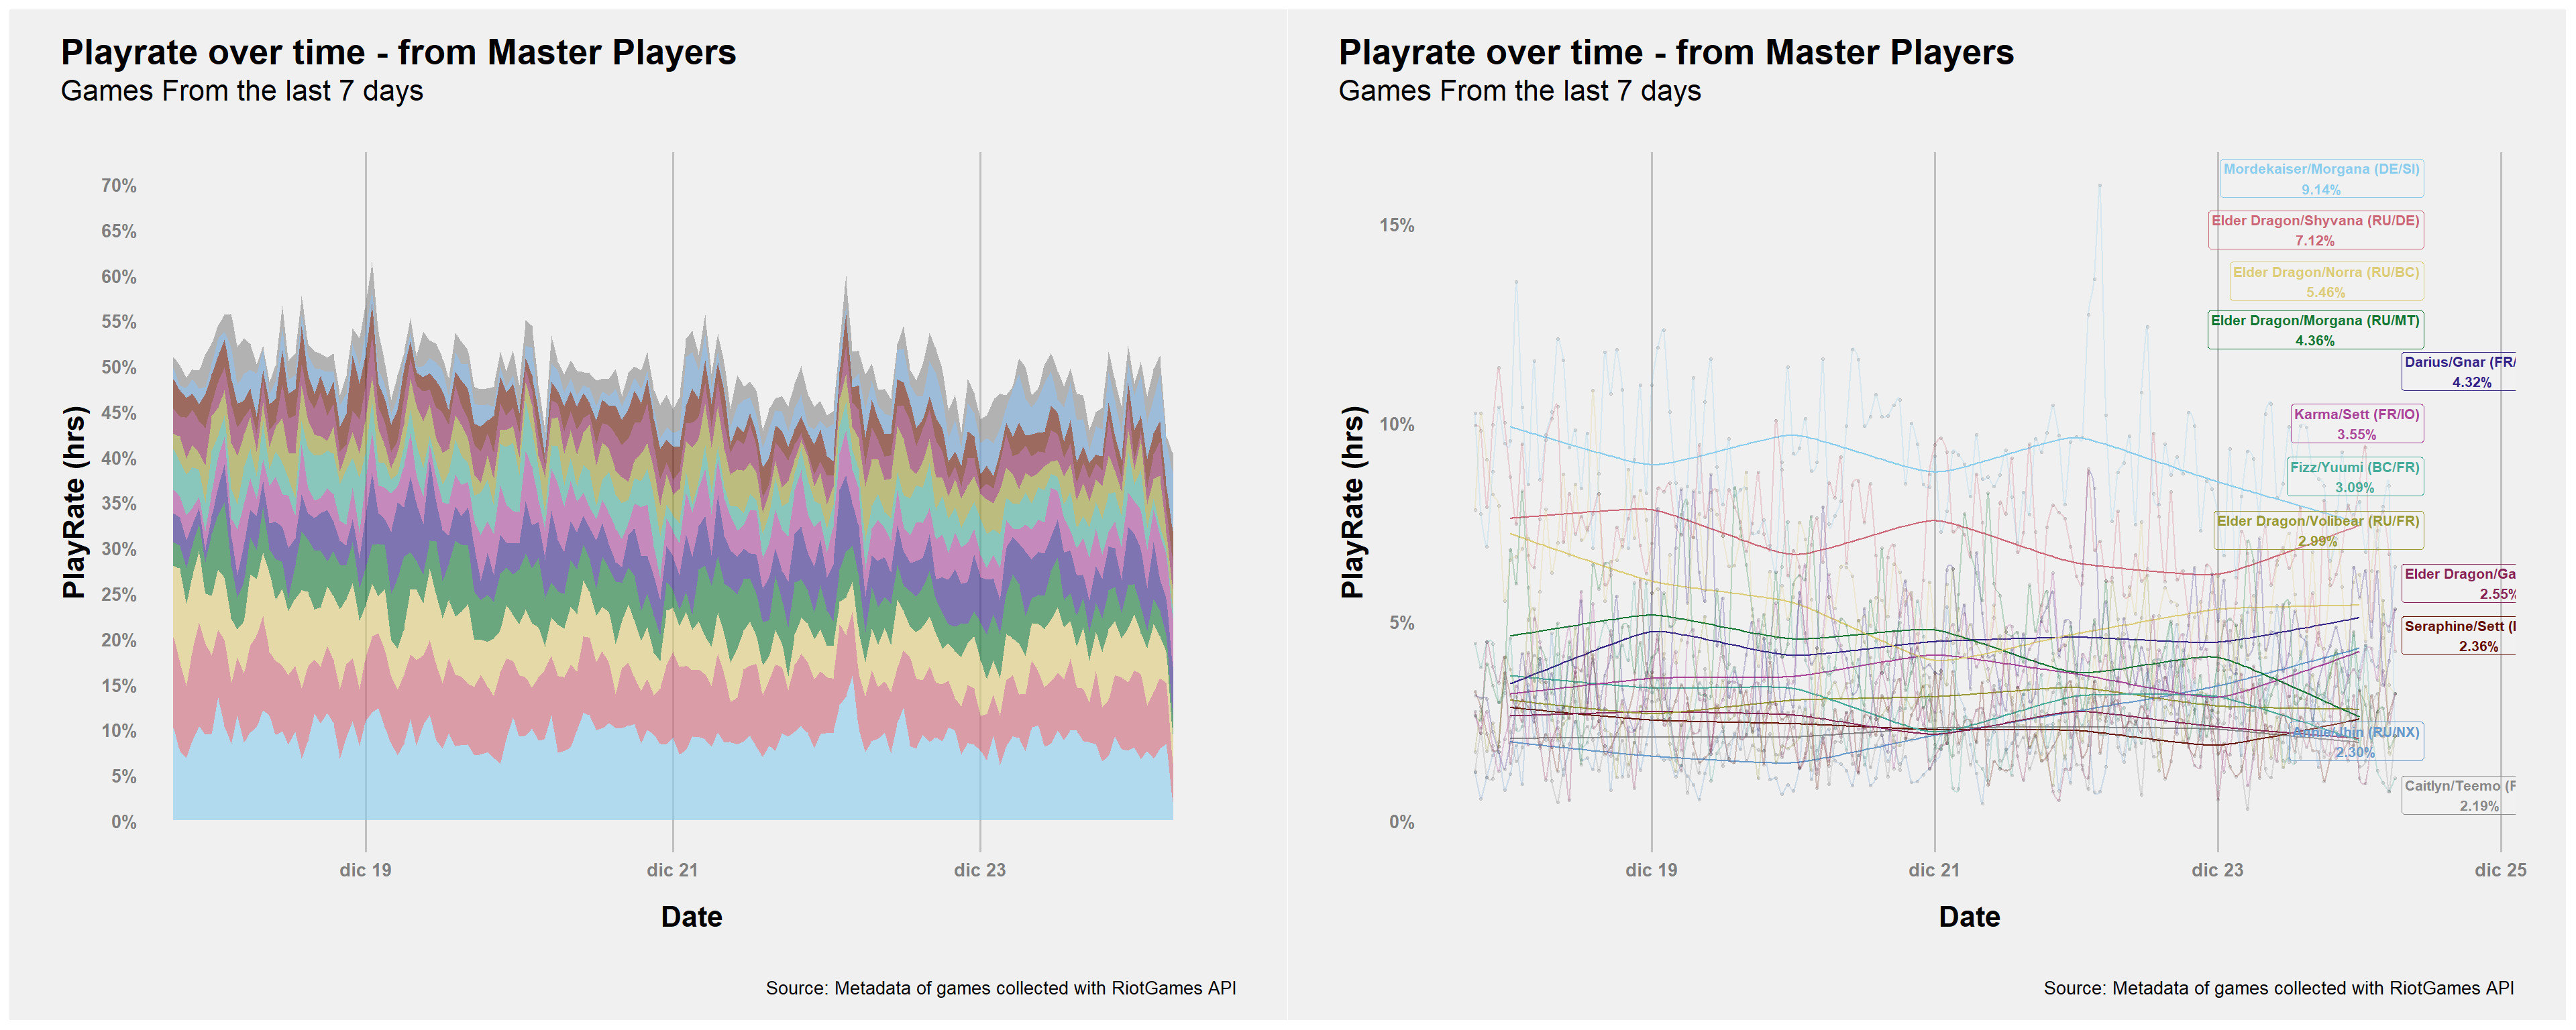 Playrate over time - from Master Players
Games From the last 7 days
PlayRate (hrs)
70%
65%
60%
55%
50%
45%
40%
35%
30%
25%
20%
15%
10%
5%
0%
dic 19
dic 21
dic 23
Date
Source: Metadata of games collected with RiotGames API
Playrate over time - from Master Players
Games From the last 7 days
PlayRate (hrs)
15%
10%
5%
0%
Mordekaiser/Morgana (DE/SI)
9.14%
Elder Dragon/Shyvana (RU/DE)
7.12%
Elder Dragon/Norra (RU/BC)
5.46%
Elder Dragon/Morgana (RU/MT)
4.36%
Darius/Gnar (FR/
4.32%
Karma/Sett (FR/IO)
3.55%
Fizz/Yuumi (BC/FR)
3.09%
Elder Dragon/Volibear (RU/FR)
2.99%
Elder Dragon/Ga
2.55%
Seraphine/Sett (
2.36%
Annie/Jhin (RU/NX)
2.30%
Caitlyn/Teemo (F
2.19%
dic 19
dic 21
dic 23
dic 25
Date
Source: Metadata of games collected with RiotGames API